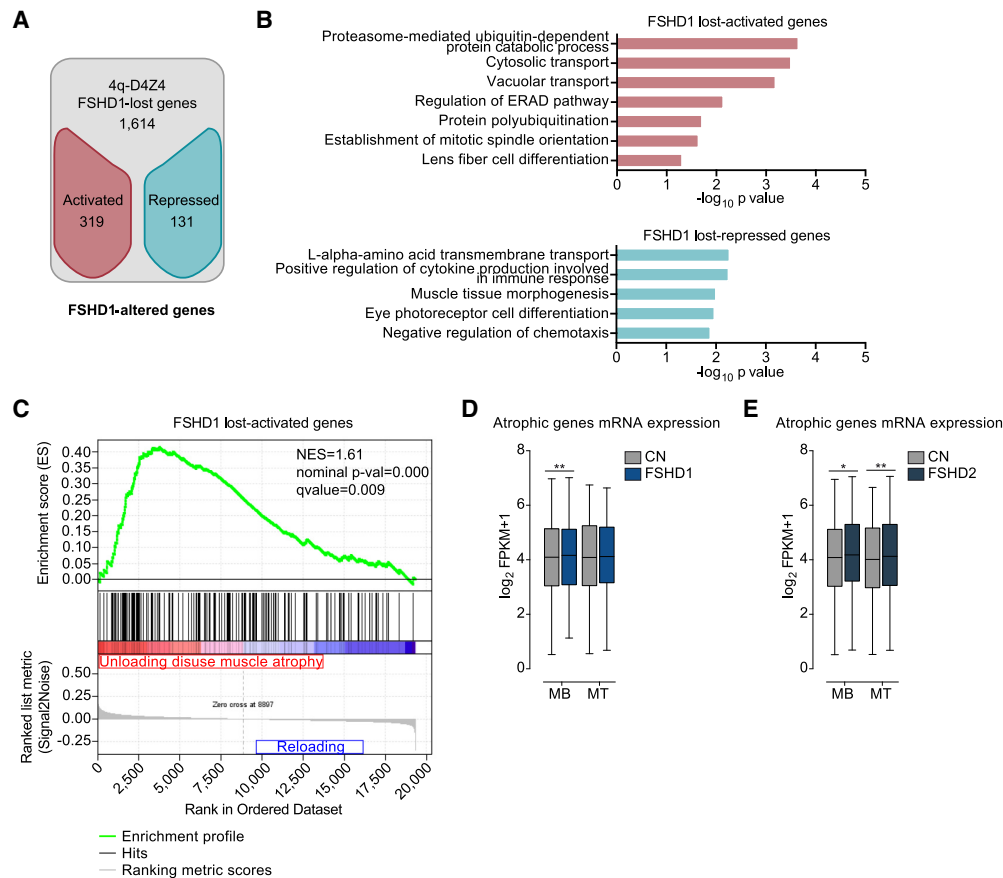 A
4q-D4Z4
FSHD1-lost genes
1,614
Activated
319
Repressed
131
FSHD1-altered genes
B
FSHD1 lost-activated genes
Proteasome-mediated ubiquitin-dependent
protein catabolic process
Cytosolic transport
Vacuolar transport
Regulation of ERAD pathway
Protein polyubiquitination
Establishment of mitotic spindle orientation
Lens fiber cell differentiation
0 1 2 3 4 5
-log10 p value
FSHD1 lost-repressed genes
L-alpha-amino acid transmembrane transport
Positive regulation of cytokine production involved
in immune response
Muscle tissue morphogenesis
Eye photoreceptor cell differentiation
Negative regulation of chemotaxis
0 1 2 3 4 5
-log10 p value
C
FSHD1 lost-activated genes
Enrichment score (ES)
0.40
0.35
0.30
0.25
0.20
0.15
0.10
0.05
0.00
NES=1.61
nominal p-val=0.000
qvalue=0.009
Unloading disuse muscle atrophy
Ranked list metric
(Signal2Noise)
0.50
0.25
0.00
-0.25
Zero cross at 8897
Reloading
0 2,500 5,000 7,500 10,000 12,500 15,000 17,500 20,000
Rank in Ordered Dataset
Enrichment profile
Hits
Ranking metric scores
D
Atrophic genes mRNA expression
CN
FSHD1
log2 FPKM+1
8
6
4
2
0
**
MB MT
E
Atrophic genes mRNA expression
CN
FSHD2
log2 FPKM+1
8
6
4
2
0
* **
MB MT